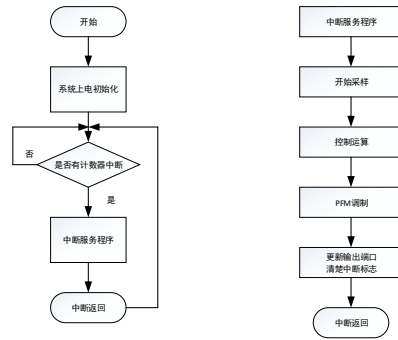 开始
系统上电初始化
否
是否有计数器中断
是
中断服务程序
中断返回
中断服务程序
开始采样
控制运算
PFM调制
更新输出端口
清楚中断标志
中断返回